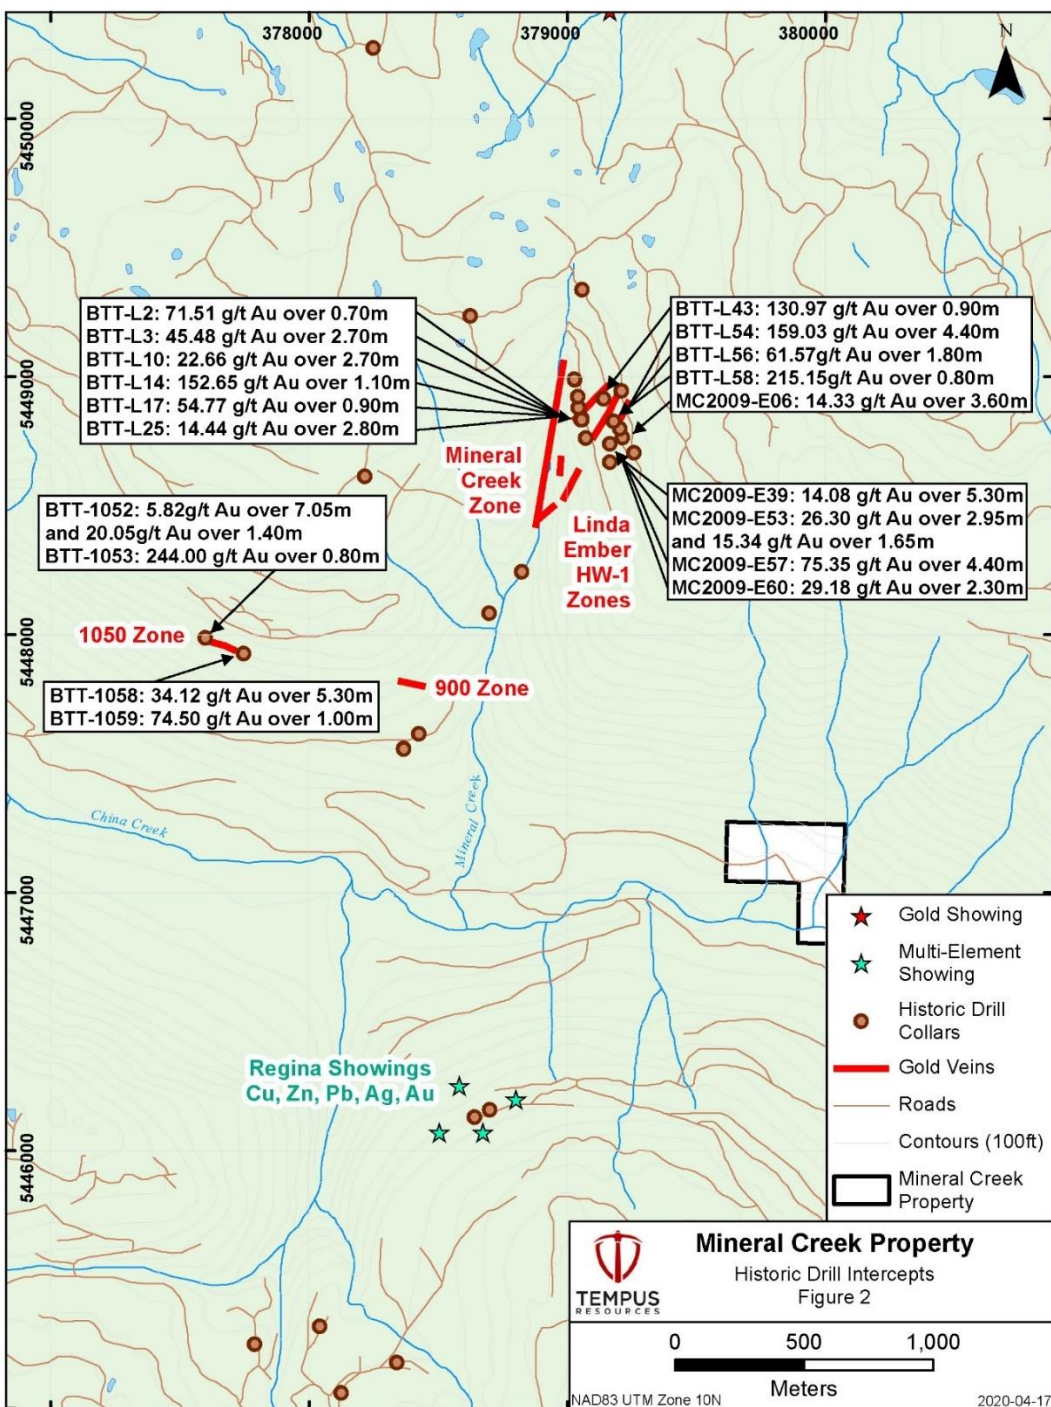 378000
379000
380000
N
5450000
5449000
5448000
5447000
5446000
BTT-L2: 71.51 g/t Au over 0.70m
BTT-L3: 45.48 g/t Au over 2.70m
BTT-L10: 22.66 g/t Au over 2.70m
BTT-L14: 152.65 g/t Au over 1.10m
BTT-L17: 54.77 g/t Au over 0.90m
BTT-L25: 14.44 g/t Au over 2.80m
BTT-L43: 130.97 g/t Au over 0.90m
BTT-L54: 159.03 g/t Au over 4.40m
BTT-L56: 61.57g/t Au over 1.80m
BTT-L58: 215.15g/t Au over 0.80m
MC2009-E06: 14.33 g/t Au over 3.60m
Mineral
Creek
Zone
Linda
Ember
HW-1
Zones
MC2009-E39: 14.08 g/t Au over 5.30m
MC2009-E53: 26.30 g/t Au over 2.95m
and 15.34 g/t Au over 1.65m
MC2009-E57: 75.35 g/t Au over 4.40m
MC2009-E60: 29.18 g/t Au over 2.30m
BTT-1052: 5.82g/t Au over 7.05m
and 20.05g/t Au over 1.40m
BTT-1053: 244.00 g/t Au over 0.80m
1050 Zone
BTT-1058: 34.12 g/t Au over 5.30m
BTT-1059: 74.50 g/t Au over 1.00m
900 Zone
China Creek
Mineral Creek
Regina Showings
Cu, Zn, Pb, Ag, Au
Gold Showing
Multi-Element
Showing
Historic Drill
Collars
Gold Veins
Roads
Contours (100ft)
Mineral Creek
Property
TEMPUS
RESOURCES
Mineral Creek Property
Historic Drill Intercepts
Figure 2
0 500 1,000
Meters
NAD83 UTM Zone 10N
2020-04-17